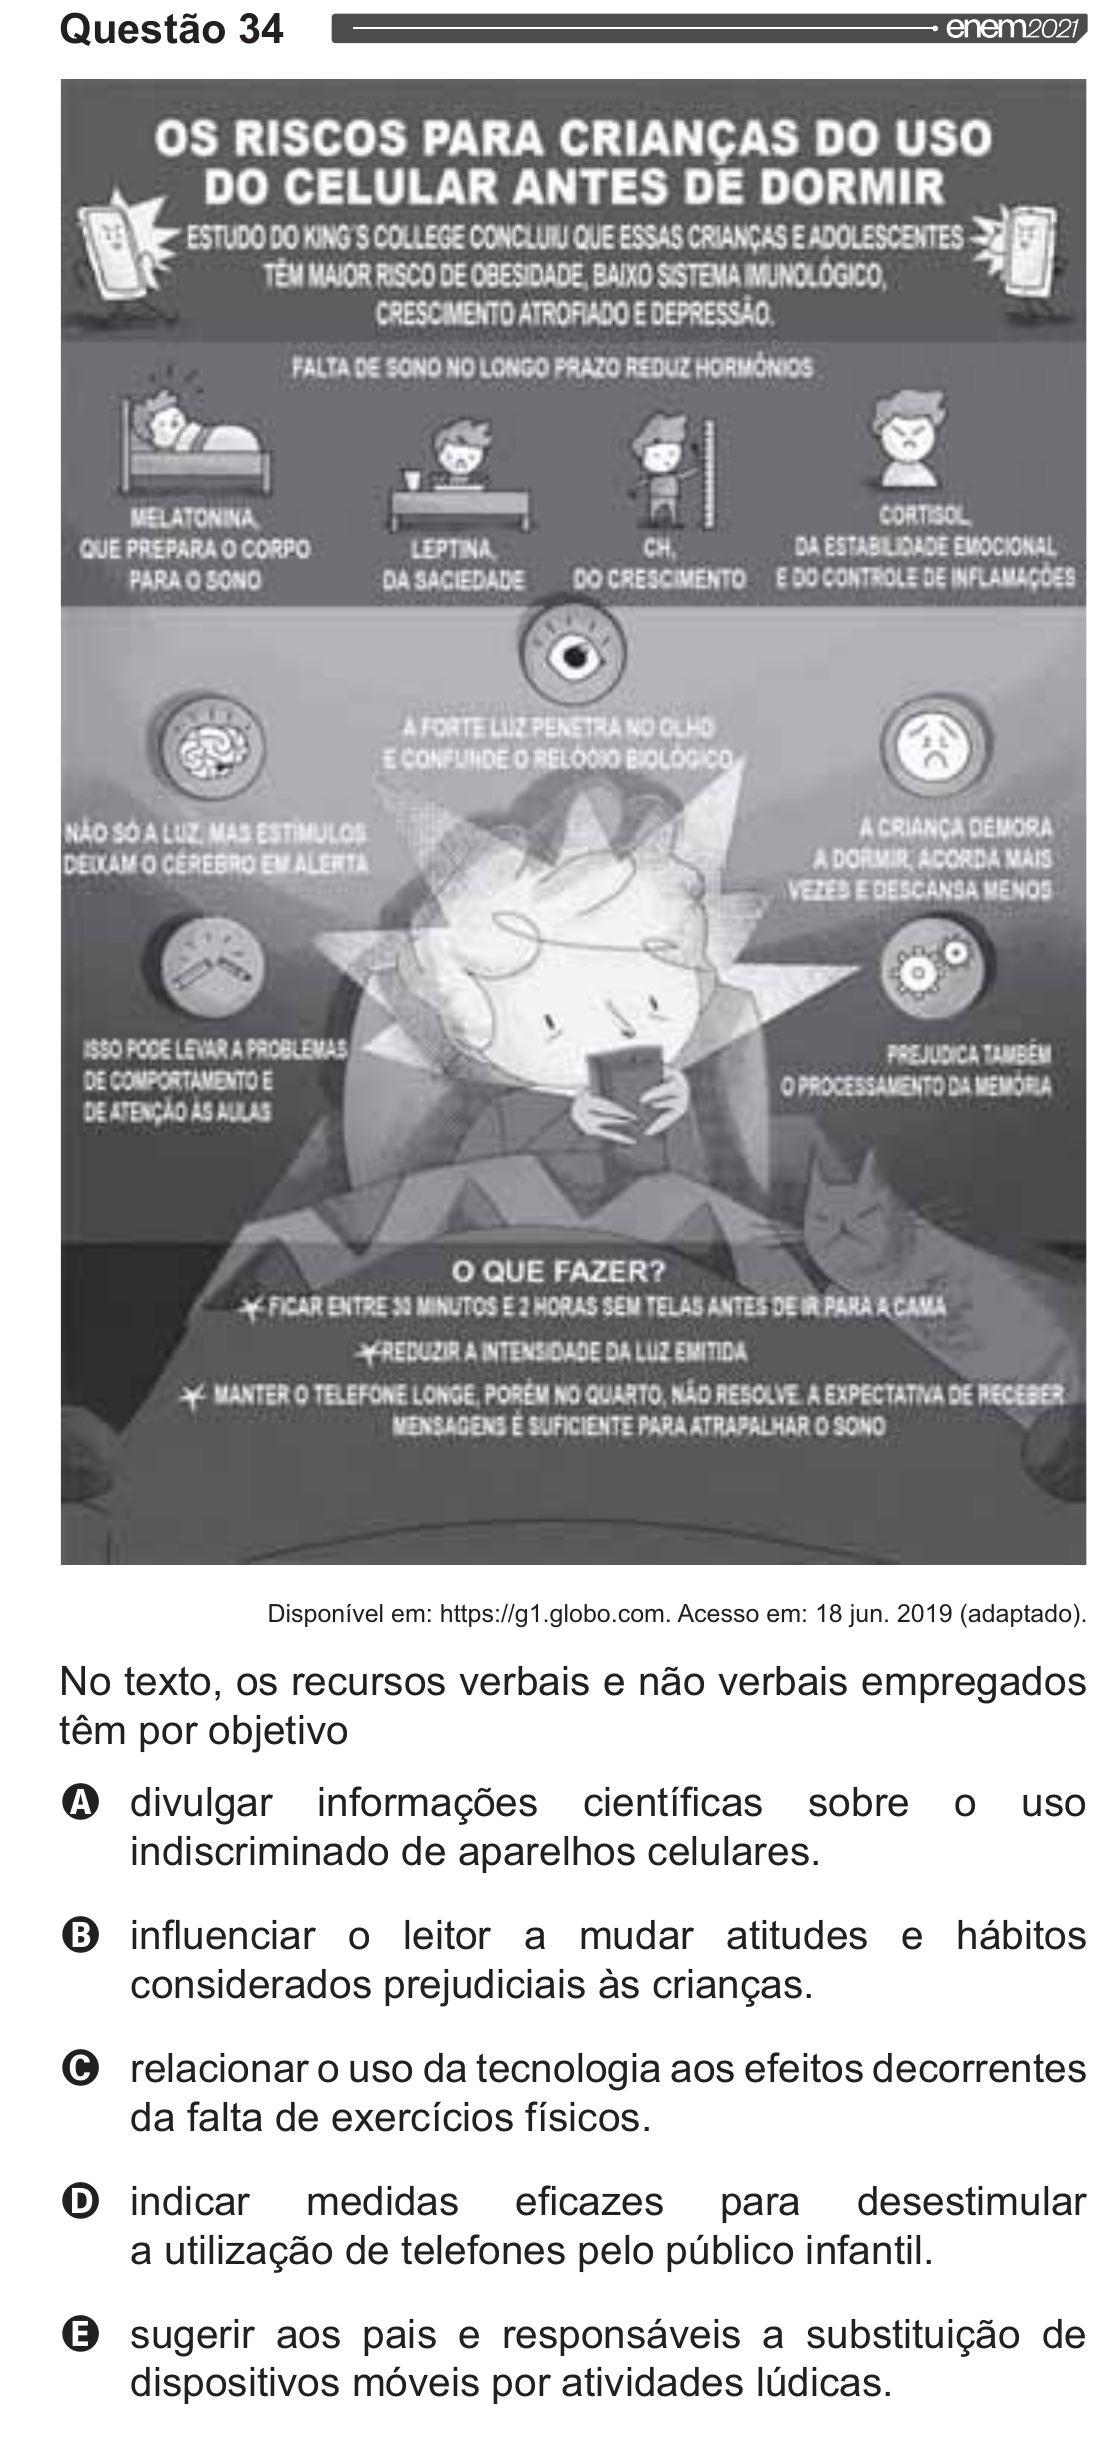 Questão 34
enem2021
OS RISCOS PARA CRIANÇAS DO USO
DO CELULAR ANTES DE DORMIR
ESTUDO DO KING'S COLLEGE CONCLUIU QUE ESSAS CRIANÇAS E ADOLESCENTES
TÊM MAIOR RISCO DE OBESIDADE, BAIXO SISTEMA IMUNOLÓGICO,
CRESCIMENTO ATROFIADO E DEPRESSÃO.
FALTA DE SONO NO LONGO PRAZO REDUZ HORMÔNIOS
MELATONINA,
QUE PREPARA O CORPO
PARA O SONO
LEPTINA,
DA SACIEDADE
CH,
DO CRESCIMENTO
CORTISOL,
DA ESTABILIDADE EMOCIONAL
E DO CONTROLE DE INFLAMAÇÕES
A FORTE LUZ PENETRA NO OLHO
E CONFUNDE O RELÓGIO BIOLÓGICO
NÃO SÓ A LUZ, MAS ESTÍMULOS
DEIXAM O CÉREBRO EM ALERTA
A CRIANÇA DEMORA
A DORMIR, ACORDA MAIS
VEZES E DESCANSA MENOS
ISSO PODE LEVAR A PROBLEMAS
DE COMPORTAMENTO E
DE ATENÇÃO ÀS AULAS
PREJUDICA TAMBÉM
O PROCESSAMENTO DA MEMÓRIA
O QUE FAZER?
FICAR ENTRE 30 MINUTOS E 2 HORAS SEM TELAS ANTES DE IR PARA A CAMA
REDUZIR A INTENSIDADE DA LUZ EMITIDA
MANTER O TELEFONE LONGE, PORÉM NO QUARTO, NÃO RESOLVE. A EXPECTATIVA DE RECEBER
MENSAGENS É SUFICIENTE PARA ATRAPALHAR O SONO
Disponível em: https://g1.globo.com. Acesso em: 18 jun. 2019 (adaptado).
No texto, os recursos verbais e não verbais empregados
têm por objetivo
A divulgar informações científicas sobre o uso
indiscriminado de aparelhos celulares.
B influenciar o leitor a mudar atitudes e hábitos
considerados prejudiciais às crianças.
C relacionar o uso da tecnologia aos efeitos decorrentes
da falta de exercícios físicos.
D indicar medidas eficazes para desestimular
a utilização de telefones pelo público infantil.
E sugerir aos pais e responsáveis a substituição de
dispositivos móveis por atividades lúdicas.